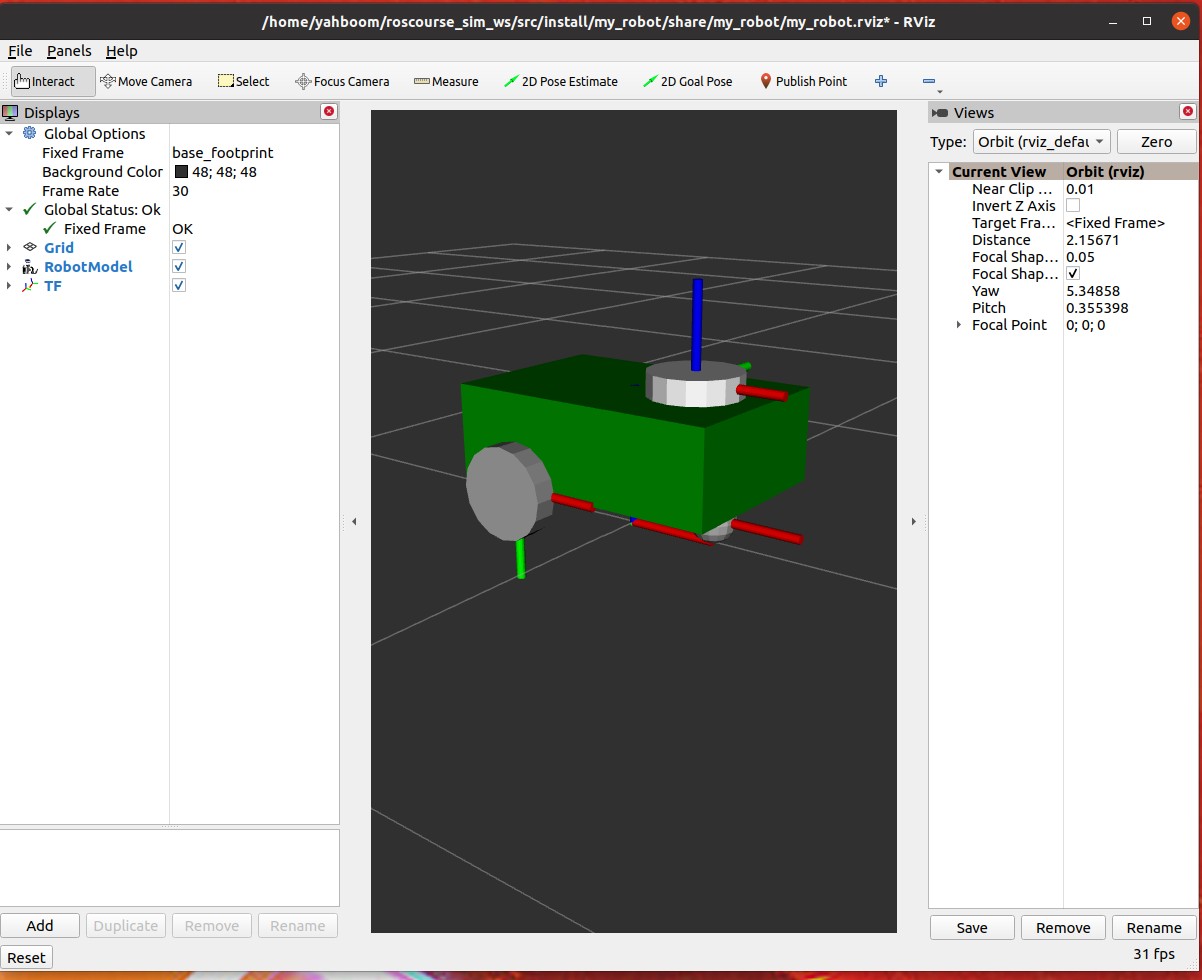 /home/yahboom/roscourse_sim_ws/src/install/my_robot/share/my_robot/my_robot.rviz* - RViz
File Panels Help
Interact Move Camera Select Focus Camera Measure 2D Pose Estimate 2D Goal Pose Publish Point
Displays
Global Options
Fixed Frame base_footprint
Background Color 48; 48; 48
Frame Rate 30
Global Status: Ok
Fixed Frame OK
Grid
RobotModel
TF
Add Duplicate Remove Rename
Reset
Views
Type: Orbit (rviz_defau Zero
Current View Orbit (rviz)
Near Clip ... 0.01
Invert Z Axis
Target Fra... <Fixed Frame>
Distance 2.15671
Focal Shap... 0.05
Focal Shap...
Yaw 5.34858
Pitch 0.355398
Focal Point 0; 0; 0
Save Remove Rename
31 fps